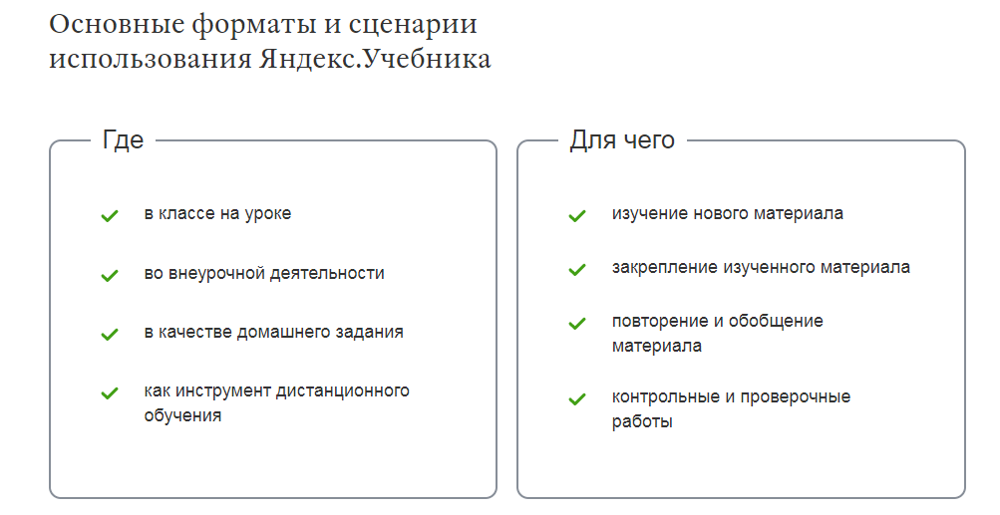 Основные форматы и сценарии
использования Яндекс.Учебника
Где
в классе на уроке
во внеурочной деятельности
в качестве домашнего задания
как инструмент дистанционного
обучения
Для чего
изучение нового материала
закрепление изученного материала
повторение и обобщение
материала
контрольные и проверочные
работы